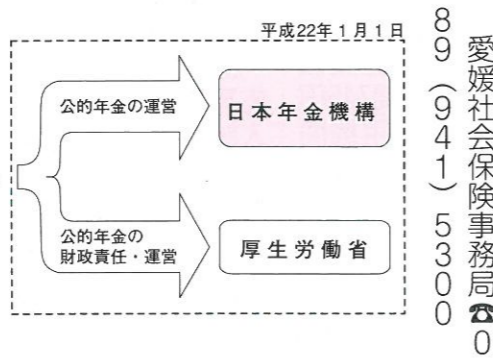 平成22年1月1日
公的年金の運営
日本年金機構
公的年金の
財政責任・運営
厚生労働省
愛媛社会保険事務局☎0
89(941)5300